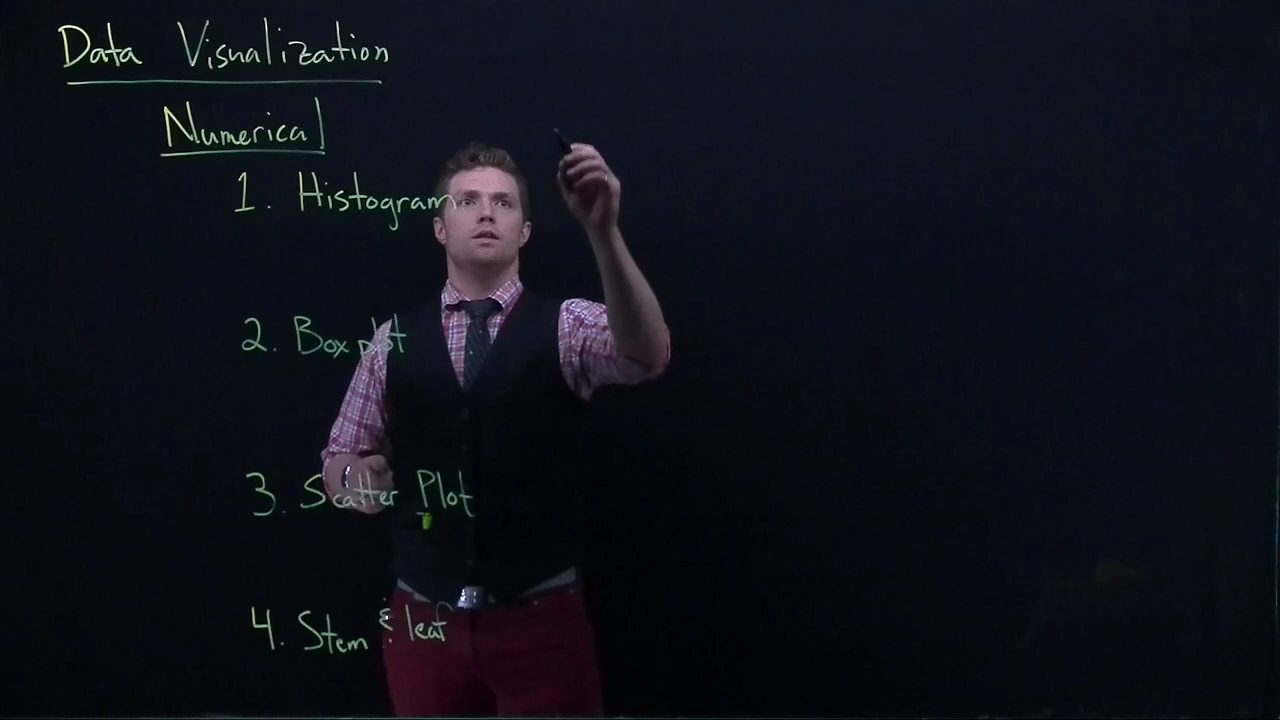 Data Visualization
Numerical
1. Histogram
2. Box plot
3. Scatter Plot
4. Stem & leaf